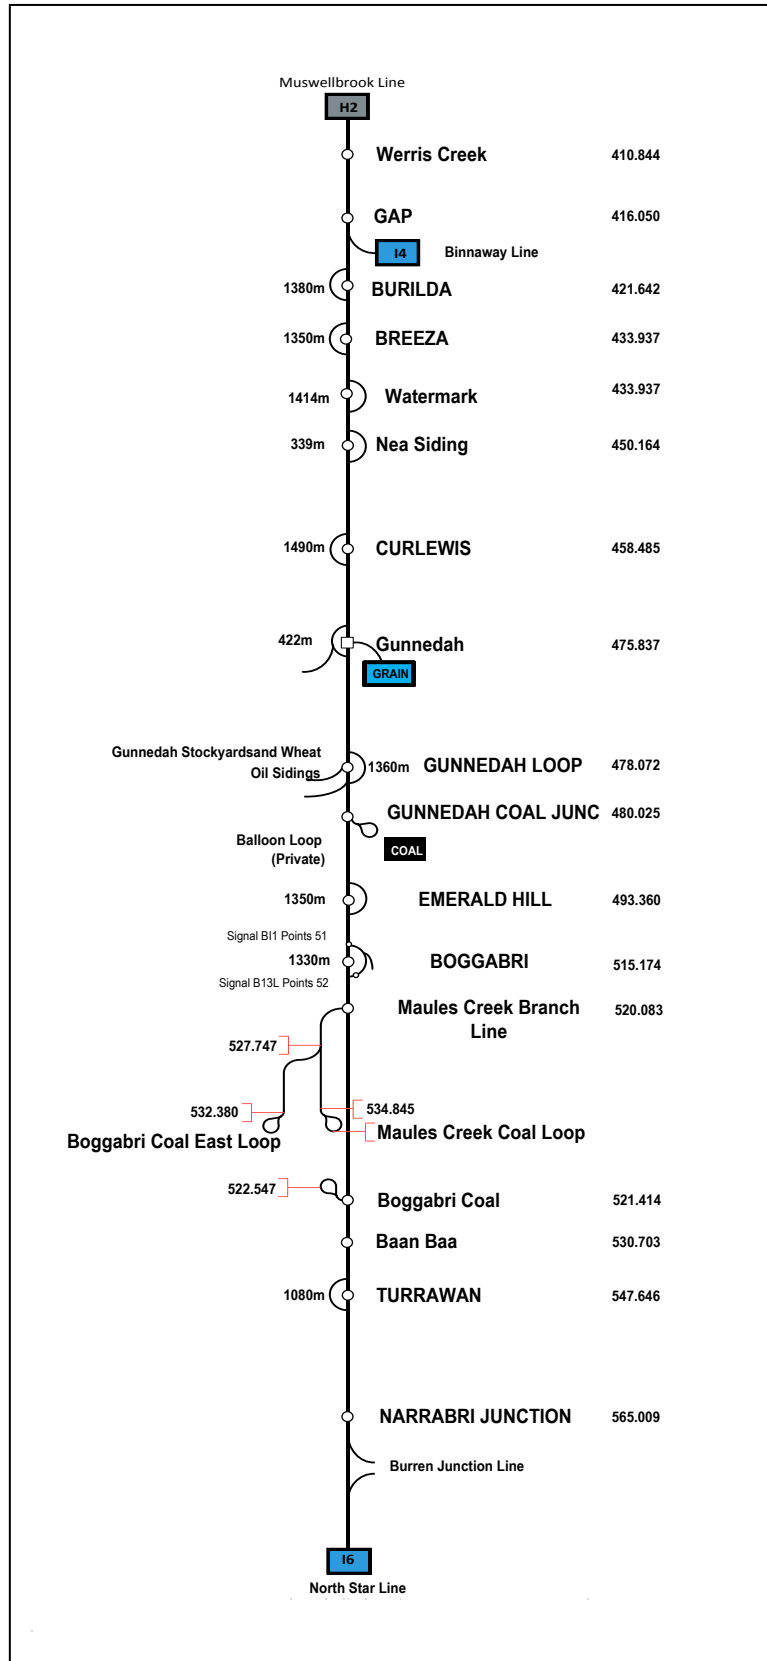 Muswellbrook Line
H2
Werris Creek 410.844
GAP 416.050
I4 Binnaway Line
1380m BURILDA 421.642
1350m BREEZA 433.937
1414m Watermark 433.937
339m Nea Siding 450.164
1490m CURLEWIS 458.485
422m Gunnedah 475.837
GRAIN
Gunnedah Stockyardsand Wheat
Oil Sidings 1360m GUNNEDAH LOOP 478.072
GUNNEDAH COAL JUNC 480.025
Balloon Loop
(Private)
COAL
1350m EMERALD HILL 493.360
Signal BI1 Points 51
1330m BOGGABRI 515.174
Signal B13L Points 52
Maules Creek Branch 520.083
Line
527.747
532.380 534.845
Boggabri Coal East Loop Maules Creek Coal Loop
522.547
Boggabri Coal 521.414
Baan Baa 530.703
1080m TURRAWAN 547.646
NARRABRI JUNCTION 565.009
Burren Junction Line
I6
North Star Line